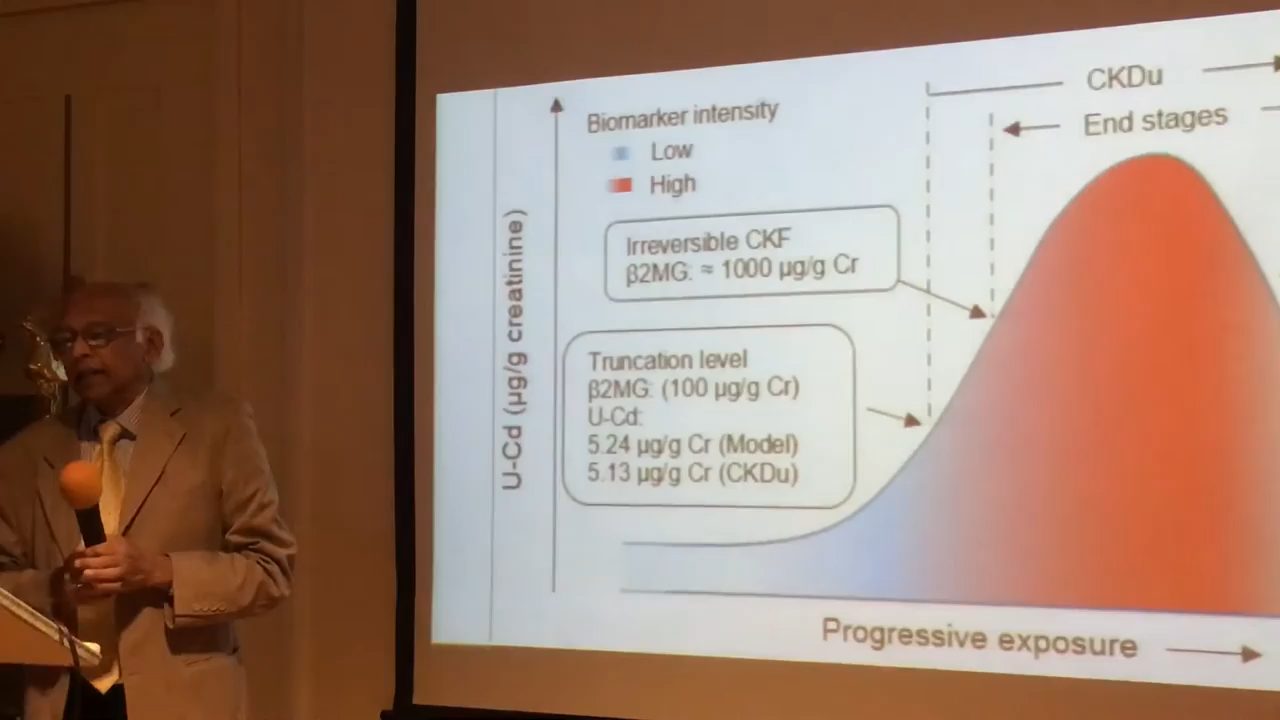 CKDu
End stages
Biomarker intensity
Low
High
Irreversible CKF
β2MG: ≈ 1000 µg/g Cr
Truncation level
β2MG: (100 µg/g Cr)
U-Cd:
5.24 µg/g Cr (Model)
5.13 µg/g Cr (CKDu)
U-Cd (µg/g creatinine)
Progressive exposure